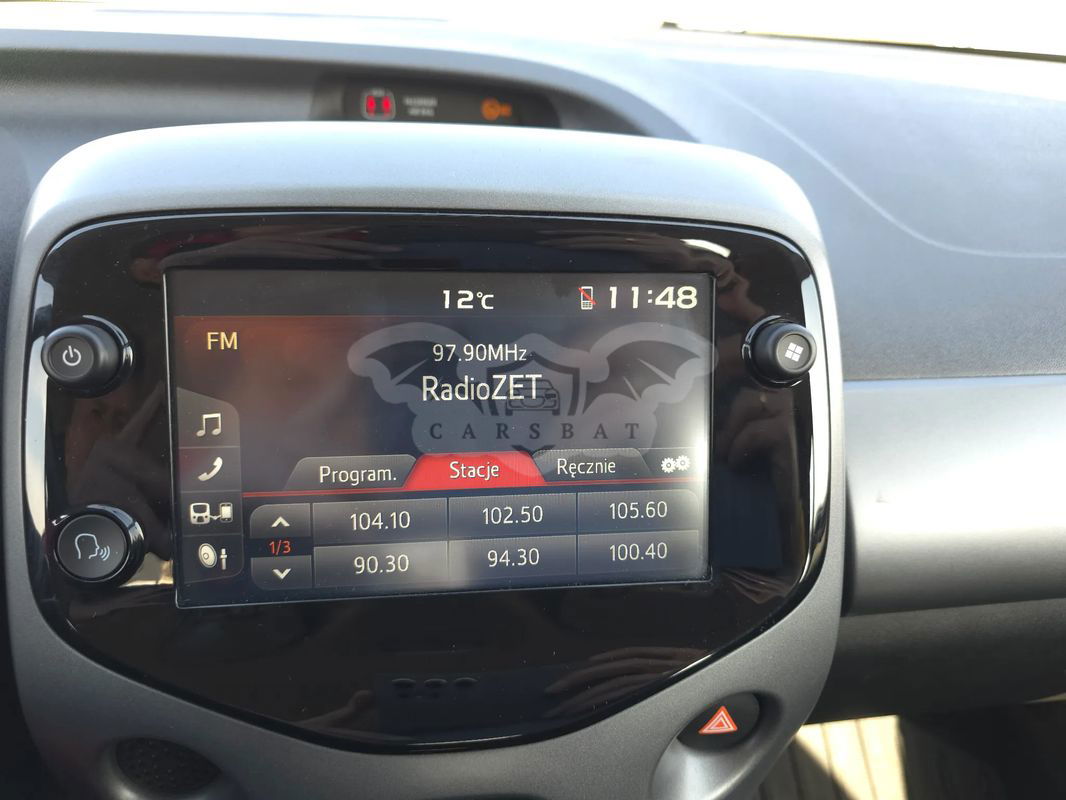 12°C
11:48
FM
97.90MHz
RadioZET
CARSBAT
Program.
Stacje
Ręcznie
104.10
102.50
105.60
1/3
90.30
94.30
100.40